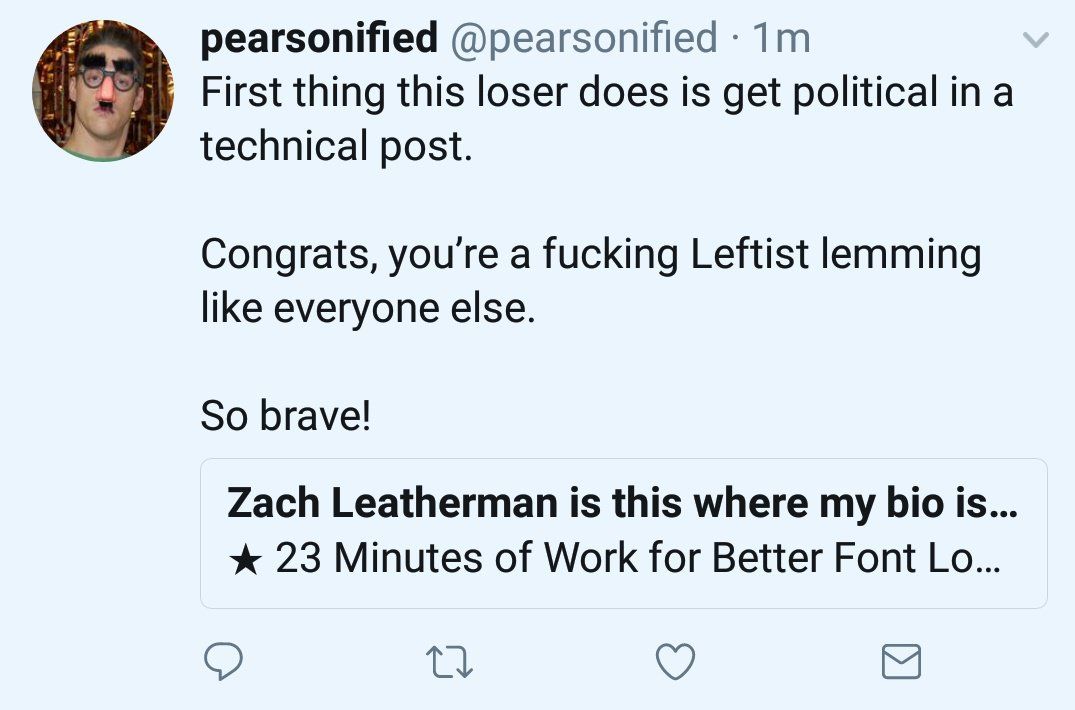 pearsonified @pearsonified · 1m
First thing this loser does is get political in a
technical post.
Congrats, you’re a fucking Leftist lemming
like everyone else.
So brave!
Zach Leatherman is this where my bio is...
★ 23 Minutes of Work for Better Font Lo...